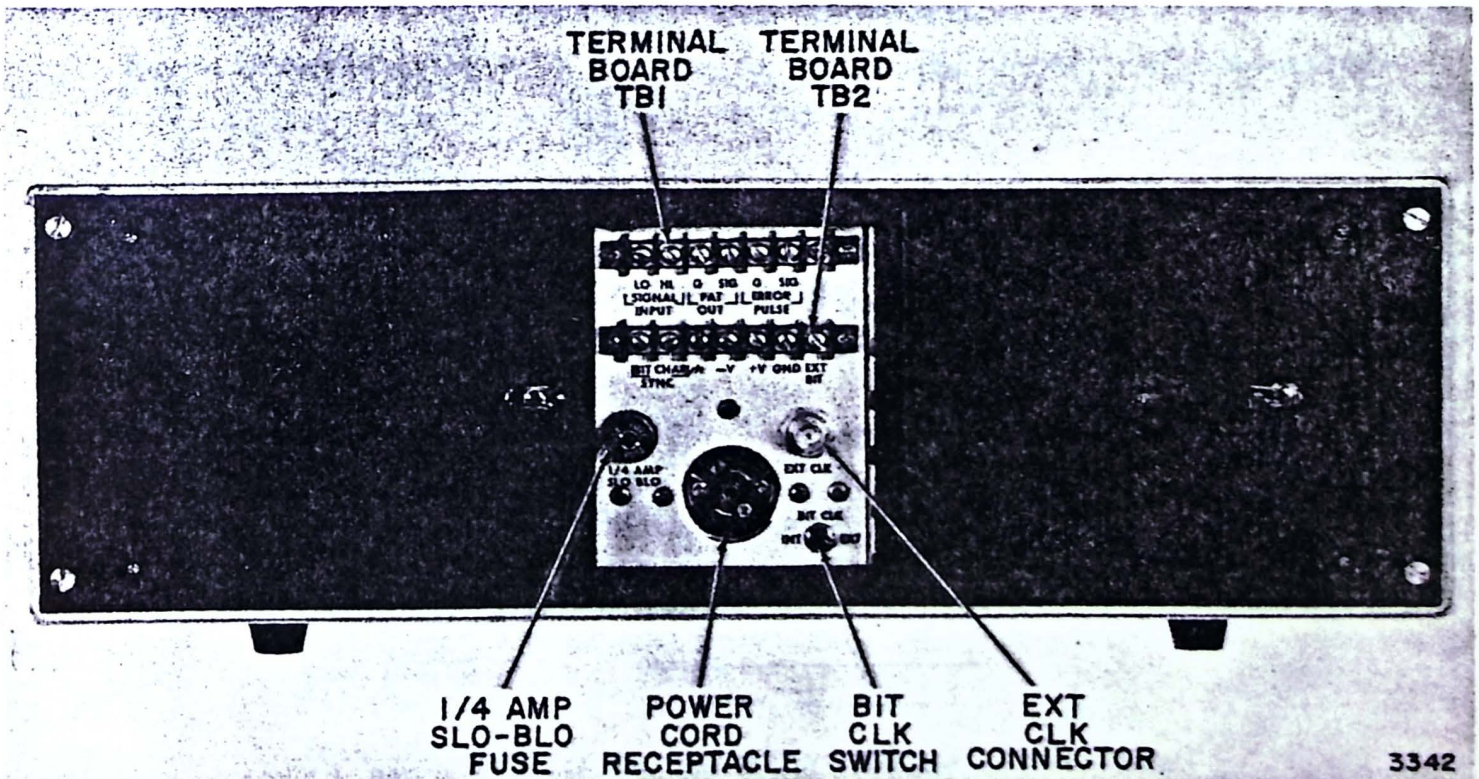 TERMINAL
BOARD
TB1
TERMINAL
BOARD
TB2
LO HI G SIG G SIG
SIGNAL PAT ERROR
INPUT OUT PULSE
BIT CHAR -V +V GND EXT
SYNC BIT
1/4 AMP
SLO BLO
EXT CLK
BIT CLK
INT EXT
1/4 AMP
SLO-BLO
FUSE
POWER
CORD
RECEPTACLE
BIT
CLK
SWITCH
EXT
CLK
CONNECTOR
3342